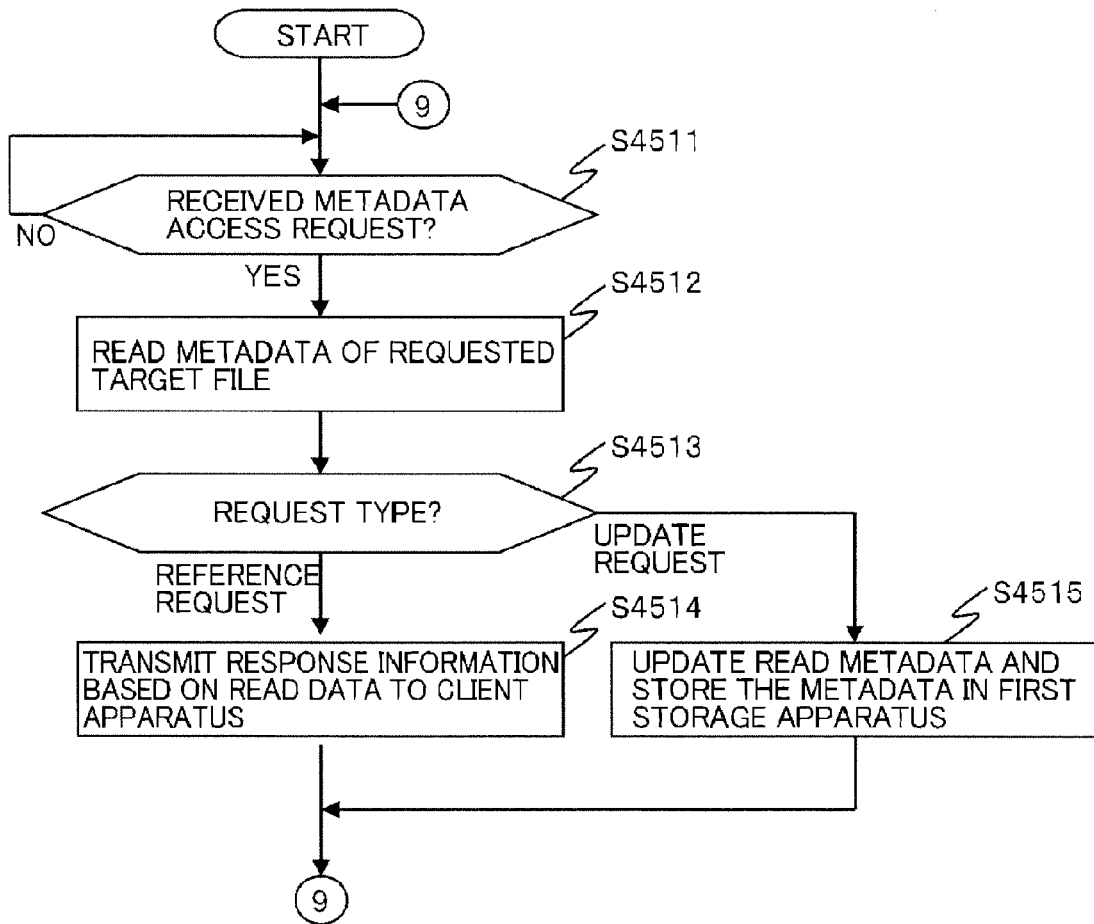 START
9
S4511
RECEIVED METADATA
ACCESS REQUEST?
NO
YES
S4512
READ METADATA OF REQUESTED
TARGET FILE
S4513
REQUEST TYPE?
UPDATE
REQUEST
REFERENCE
REQUEST
S4514
S4515
TRANSMIT RESPONSE INFORMATION
BASED ON READ DATA TO CLIENT
APPARATUS
UPDATE READ METADATA AND
STORE THE METADATA IN FIRST
STORAGE APPARATUS
9